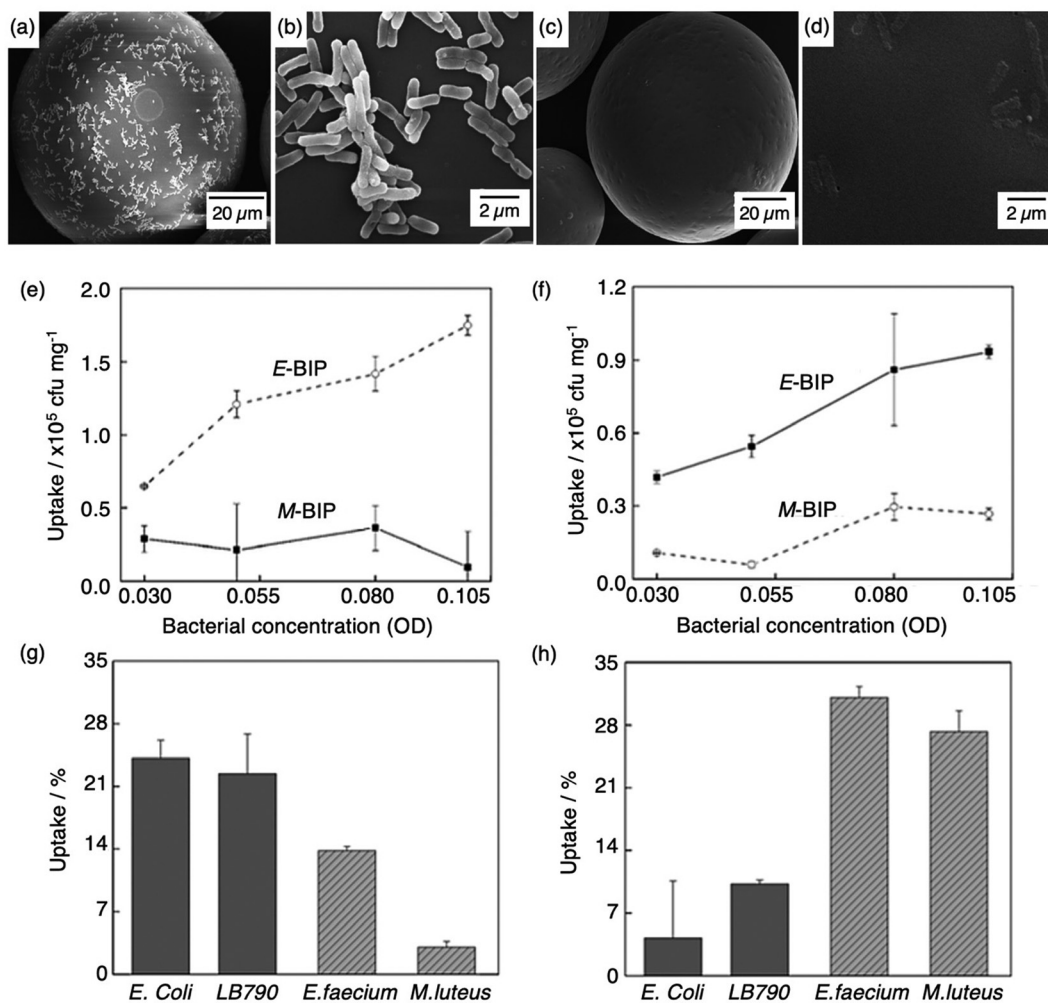 (a)
20 µm
(b)
2 µm
(c)
20 µm
(d)
2 µm
(e)
2.0
1.5
1.0
0.5
0.0
Uptake / x10⁵ cfu mg⁻¹
E-BIP
M-BIP
0.030
0.055
0.080
0.105
Bacterial concentration (OD)
(f)
1.2
0.9
0.6
0.3
0.0
Uptake / x10⁵ cfu mg⁻¹
E-BIP
M-BIP
0.030
0.055
0.080
0.105
Bacterial concentration (OD)
(g)
35
28
21
14
7
0
Uptake / %
E. Coli
LB790
E.faecium
M.luteus
(h)
35
28
21
14
7
0
Uptake / %
E. Coli
LB790
E.faecium
M.luteus